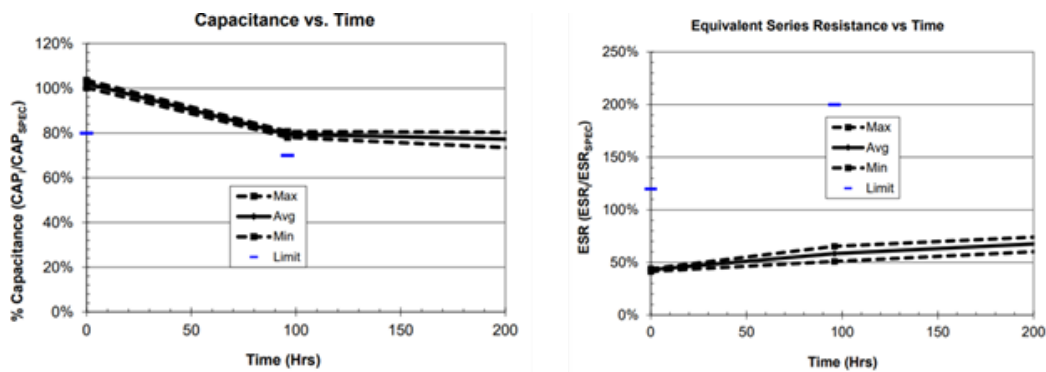 Capacitance vs. Time
120%
100%
80%
60%
40%
20%
0%
% Capacitance (CAP/CAPSPEC)
Max
Avg
Min
Limit
0
50
100
150
200
Time (Hrs)
Equivalent Series Resistance vs Time
250%
200%
150%
100%
50%
0%
ESR (ESR/ESRSPEC)
Max
Avg
Min
Limit
0
50
100
150
200
Time (Hrs)